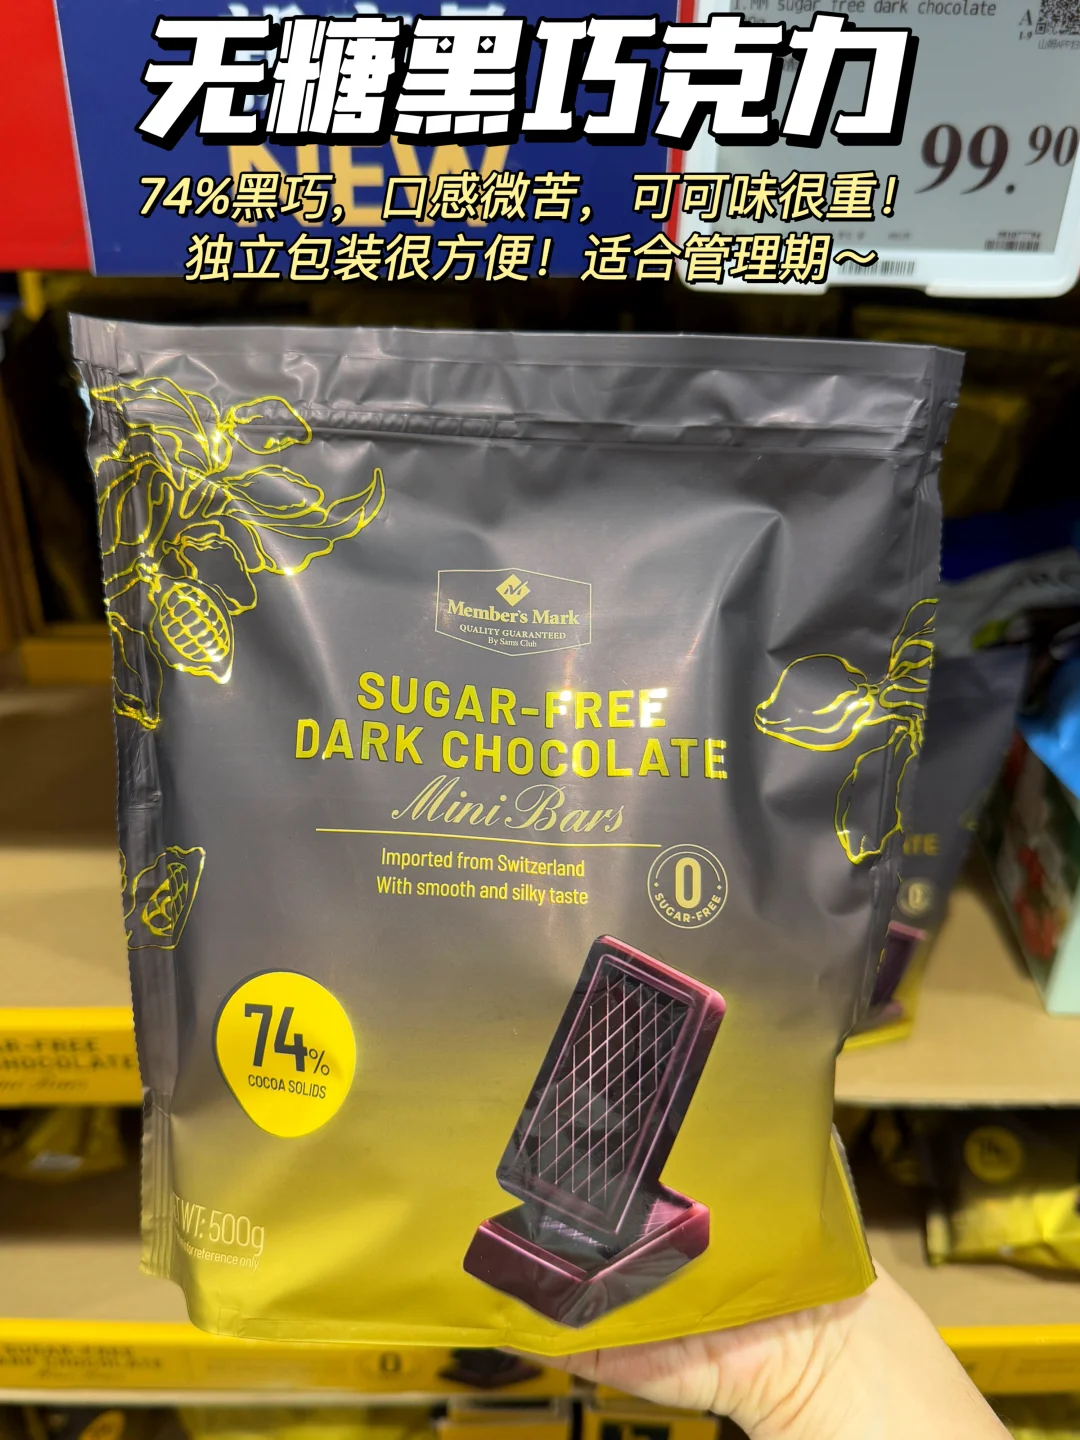 sugar free dark chocolate
无糖黑巧克力
99.90
NEW
74%黑巧，口感微苦，可可味很重！
独立包装很方便！适合管理期～
Member's Mark
QUALITY GUARANTEED
By Sam's Club
SUGAR-FREE
DARK CHOCOLATE
Mini Bars
Imported from Switzerland
With smooth and silky taste
0
SUGAR-FREE
74%
COCOA SOLIDS
WT: 500g
for reference only